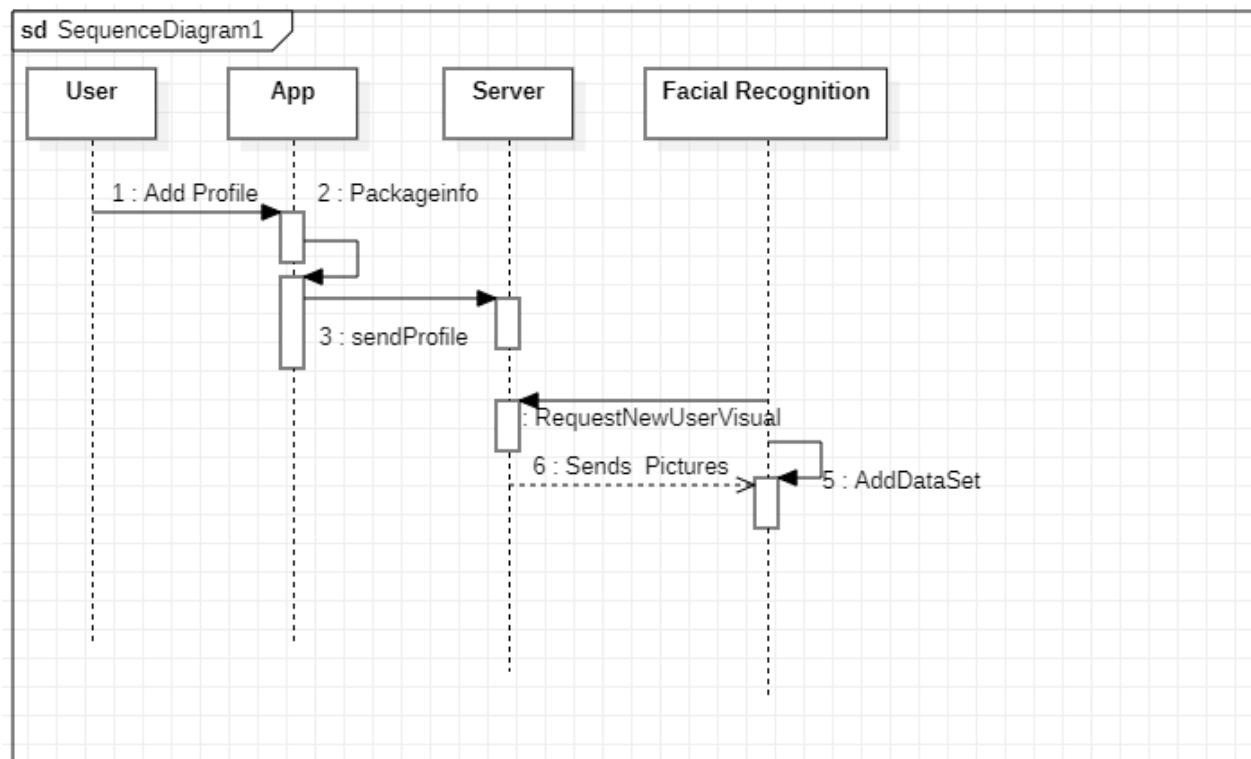 sd SequenceDiagram1
User
App
Server
Facial Recognition
1 : Add Profile
2 : Packageinfo
3 : sendProfile
: RequestNewUserVisual
6 : Sends Pictures
5 : AddDataSet